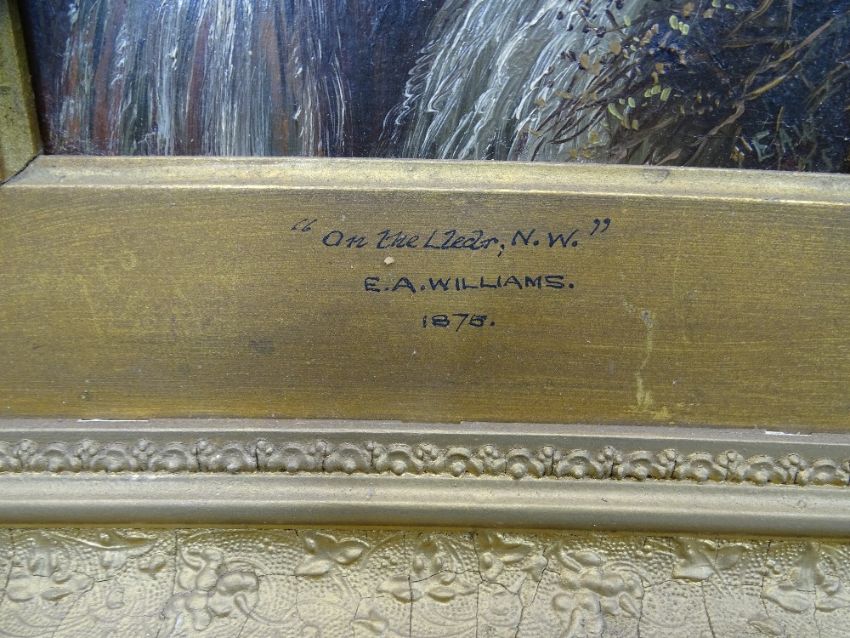 "On the Lledr, N.W."
E.A. WILLIAMS.
1875.